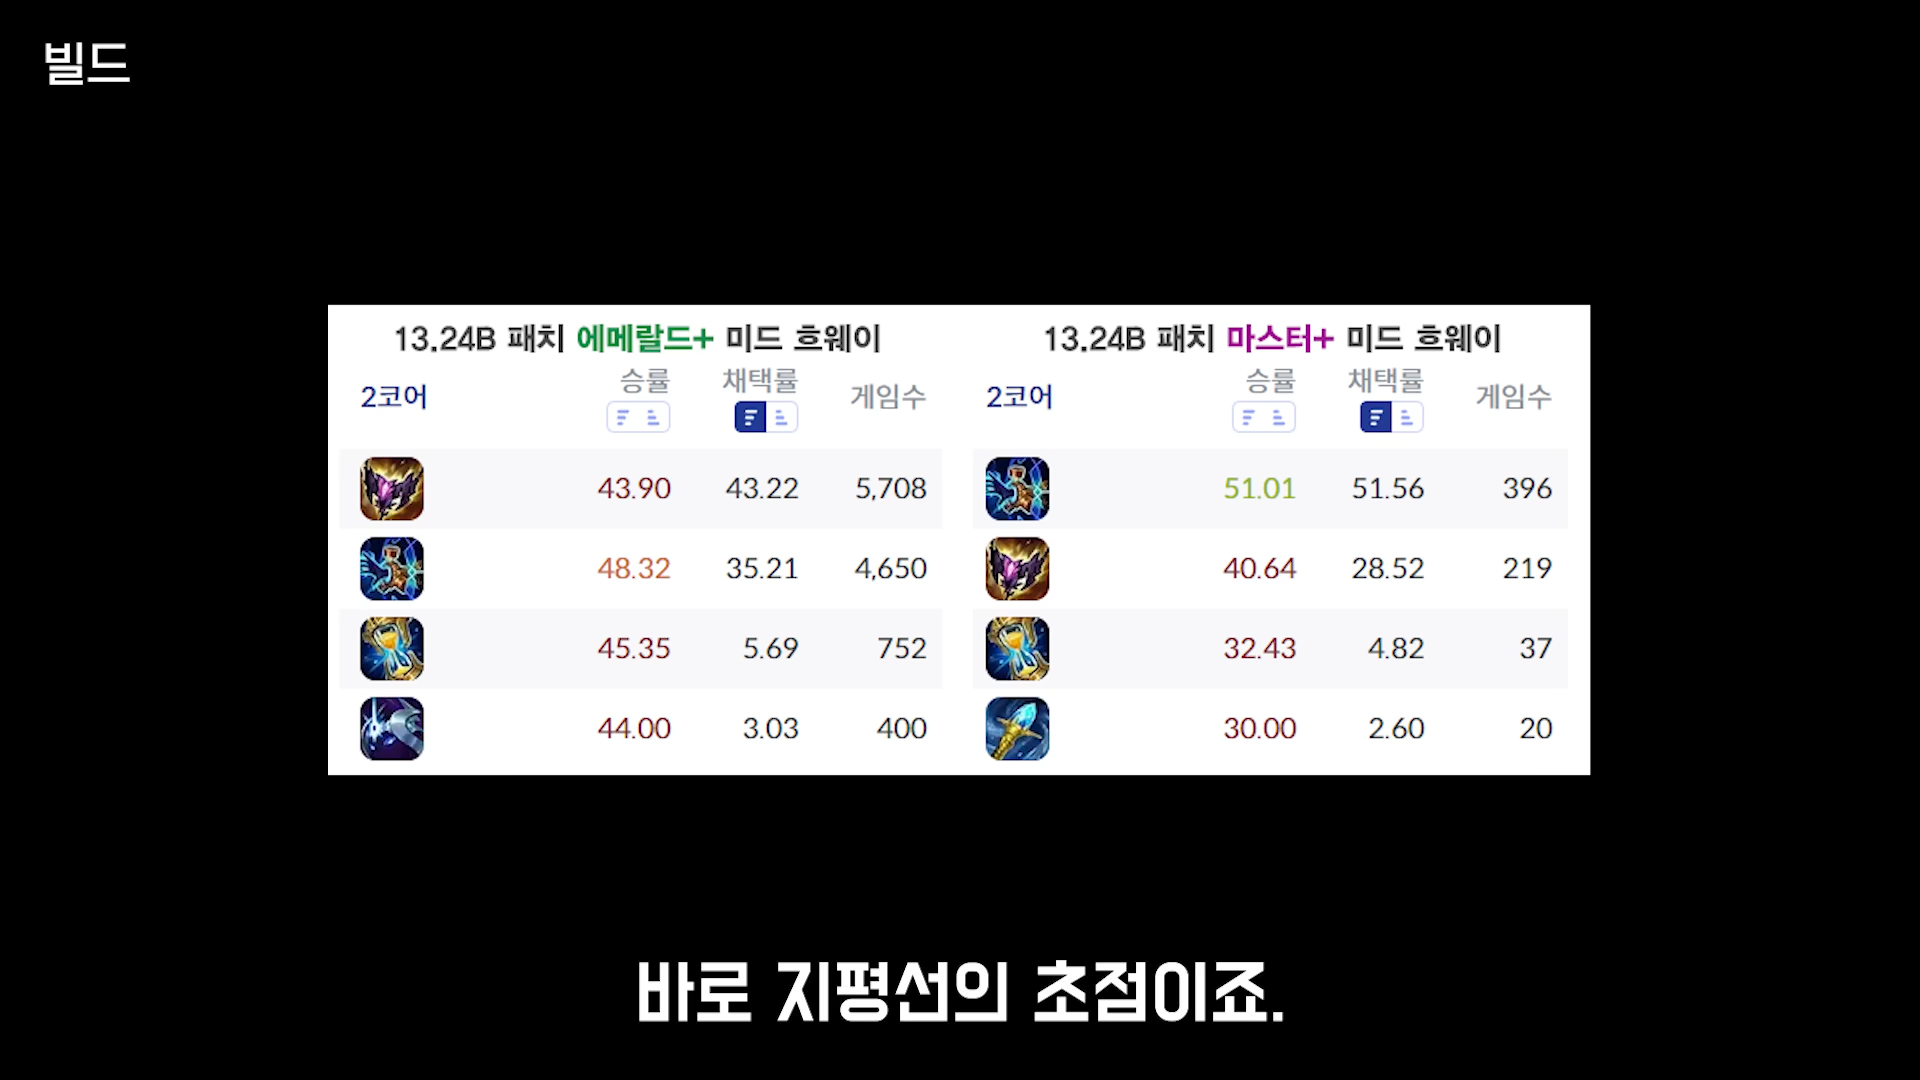 빌드
13.24B 패치 에메랄드+ 미드 흐웨이
2코어 승률 채택률 게임수
43.90 43.22 5,708
48.32 35.21 4,650
45.35 5.69 752
44.00 3.03 400
13.24B 패치 마스터+ 미드 흐웨이
2코어 승률 채택률 게임수
51.01 51.56 396
40.64 28.52 219
32.43 4.82 37
30.00 2.60 20
바로 지평선의 초점이죠.